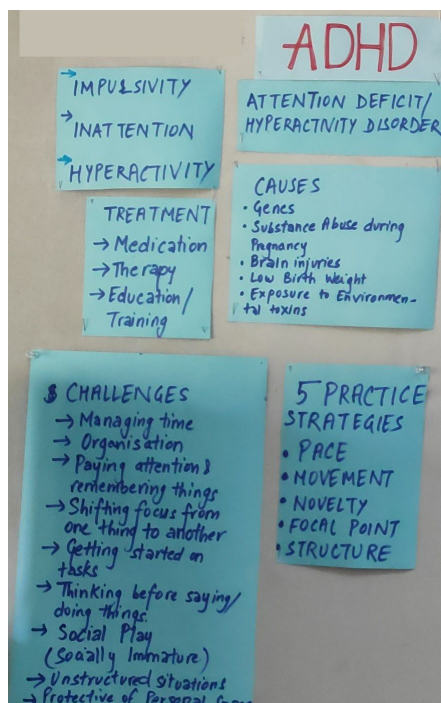 ADHD
ATTENTION DEFICIT/
HYPERACTIVITY DISORDER
→ IMPULSIVITY
→ INATTENTION
→ HYPERACTIVITY
CAUSES
• Genes
• Substance Abuse during
Pregnancy
• Brain injuries
• Low Birth Weight
• Exposure to Environmen-
tal toxins
TREATMENT
→ Medication
→ Therapy
→ Education/
Training
CHALLENGES
→ Managing time
→ Organisation
→ Paying attention &
remembering things
→ Shifting focus from
one thing to another
→ Getting started on
tasks
→ Thinking before saying/
doing things.
→ Social Play
(Socially Immature)
→ Unstructured situations
→ Protective of Personal
5 PRACTICE
STRATEGIES
• PACE
• MOVEMENT
• NOVELTY
• FOCAL POINT
• STRUCTURE